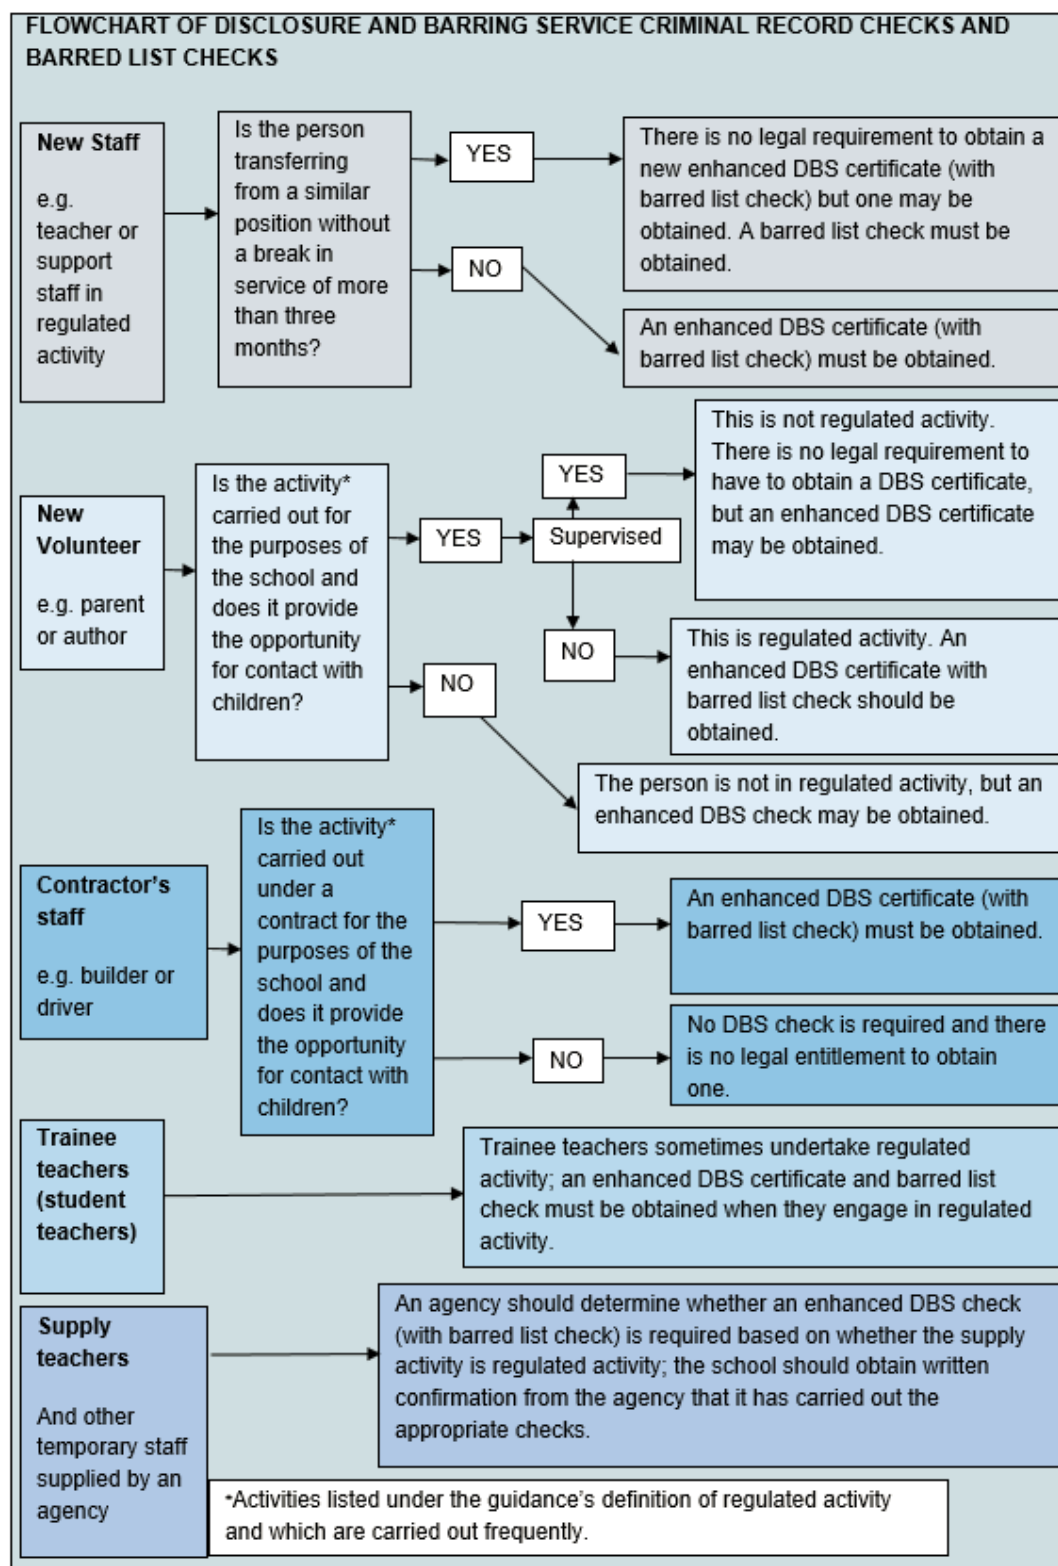 FLOWCHART OF DISCLOSURE AND BARRING SERVICE CRIMINAL RECORD CHECKS AND
BARRED LIST CHECKS
New Staff
e.g.
teacher or
support
staff in
regulated
activity
Is the person
transferring
from a similar
position without
a break in
service of more
than three
months?
YES
There is no legal requirement to obtain a
new enhanced DBS certificate (with
barred list check) but one may be
obtained. A barred list check must be
obtained.
NO
An enhanced DBS certificate (with
barred list check) must be obtained.
New
Volunteer
e.g. parent
or author
Is the activity*
carried out for
the purposes of
the school and
does it provide
the opportunity
for contact with
children?
YES
Supervised
YES
This is not regulated activity.
There is no legal requirement to
have to obtain a DBS certificate,
but an enhanced DBS certificate
may be obtained.
NO
This is regulated activity. An
enhanced DBS certificate with
barred list check should be
obtained.
NO
The person is not in regulated activity, but an
enhanced DBS check may be obtained.
Contractor's
staff
e.g. builder or
driver
Is the activity*
carried out
under a
contract for the
purposes of the
school and
does it provide
the opportunity
for contact with
children?
YES
An enhanced DBS certificate (with
barred list check) must be obtained.
NO
No DBS check is required and there
is no legal entitlement to obtain
one.
Trainee
teachers
(student
teachers)
Trainee teachers sometimes undertake regulated
activity; an enhanced DBS certificate and barred list
check must be obtained when they engage in regulated
activity.
Supply
teachers
And other
temporary staff
supplied by an
agency
An agency should determine whether an enhanced DBS check
(with barred list check) is required based on whether the supply
activity is regulated activity; the school should obtain written
confirmation from the agency that it has carried out the
appropriate checks.
*Activities listed under the guidance's definition of regulated activity
and which are carried out frequently.